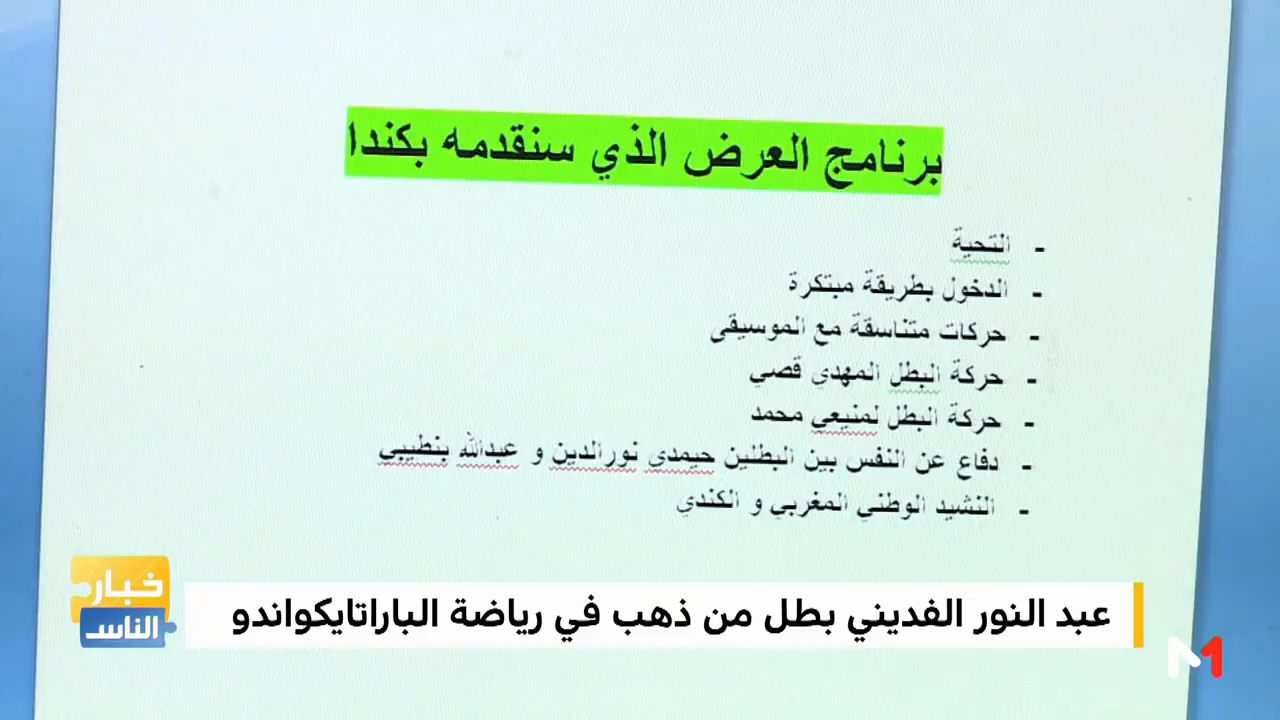 برنامج العرض الذي سنقدمه بكندا
- التحية
- الدخول بطريقة مبتكرة
- حركات متناسقة مع الموسيقى
- حركة البطل المهدي قصي
- حركة البطل لمنيعي محمد
- دفاع عن النفس بين البطلين حيمدي نورالدين و عبدالله بنطيبي
- النشيد الوطني المغربي و الكندي
عبد النور الفديني بطل من ذهب في رياضة الباراتايكواندو
خبار
الناس
M1